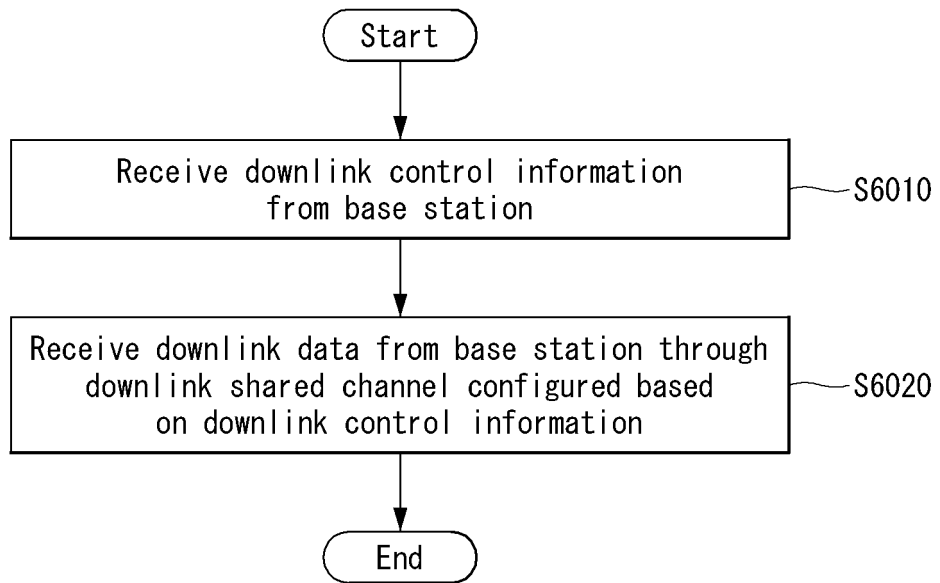 Start
Receive downlink control information
from base station
S6010
Receive downlink data from base station through
downlink shared channel configured based
on downlink control information
S6020
End